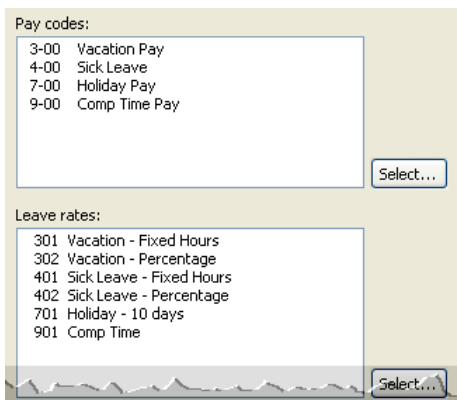 Pay codes:
3-00 Vacation Pay
4-00 Sick Leave
7-00 Holiday Pay
9-00 Comp Time Pay
Select...
Leave rates:
301 Vacation - Fixed Hours
302 Vacation - Percentage
401 Sick Leave - Fixed Hours
402 Sick Leave - Percentage
701 Holiday - 10 days
901 Comp Time
Select...